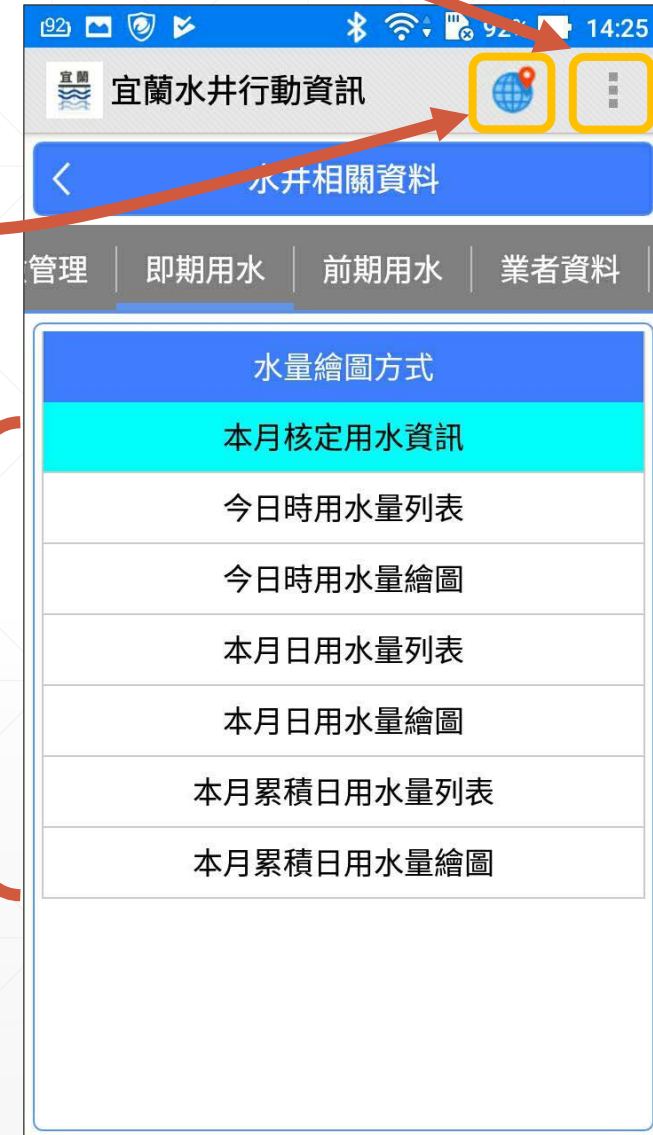 92 92% 14:25
宜蘭 宜蘭水井行動資訊
水井相關資料
管理 即期用水 前期用水 業者資料
水量繪圖方式
本月核定用水資訊
今日時用水量列表
今日時用水量繪圖
本月日用水量列表
本月日用水量繪圖
本月累積日用水量列表
本月累積日用水量繪圖